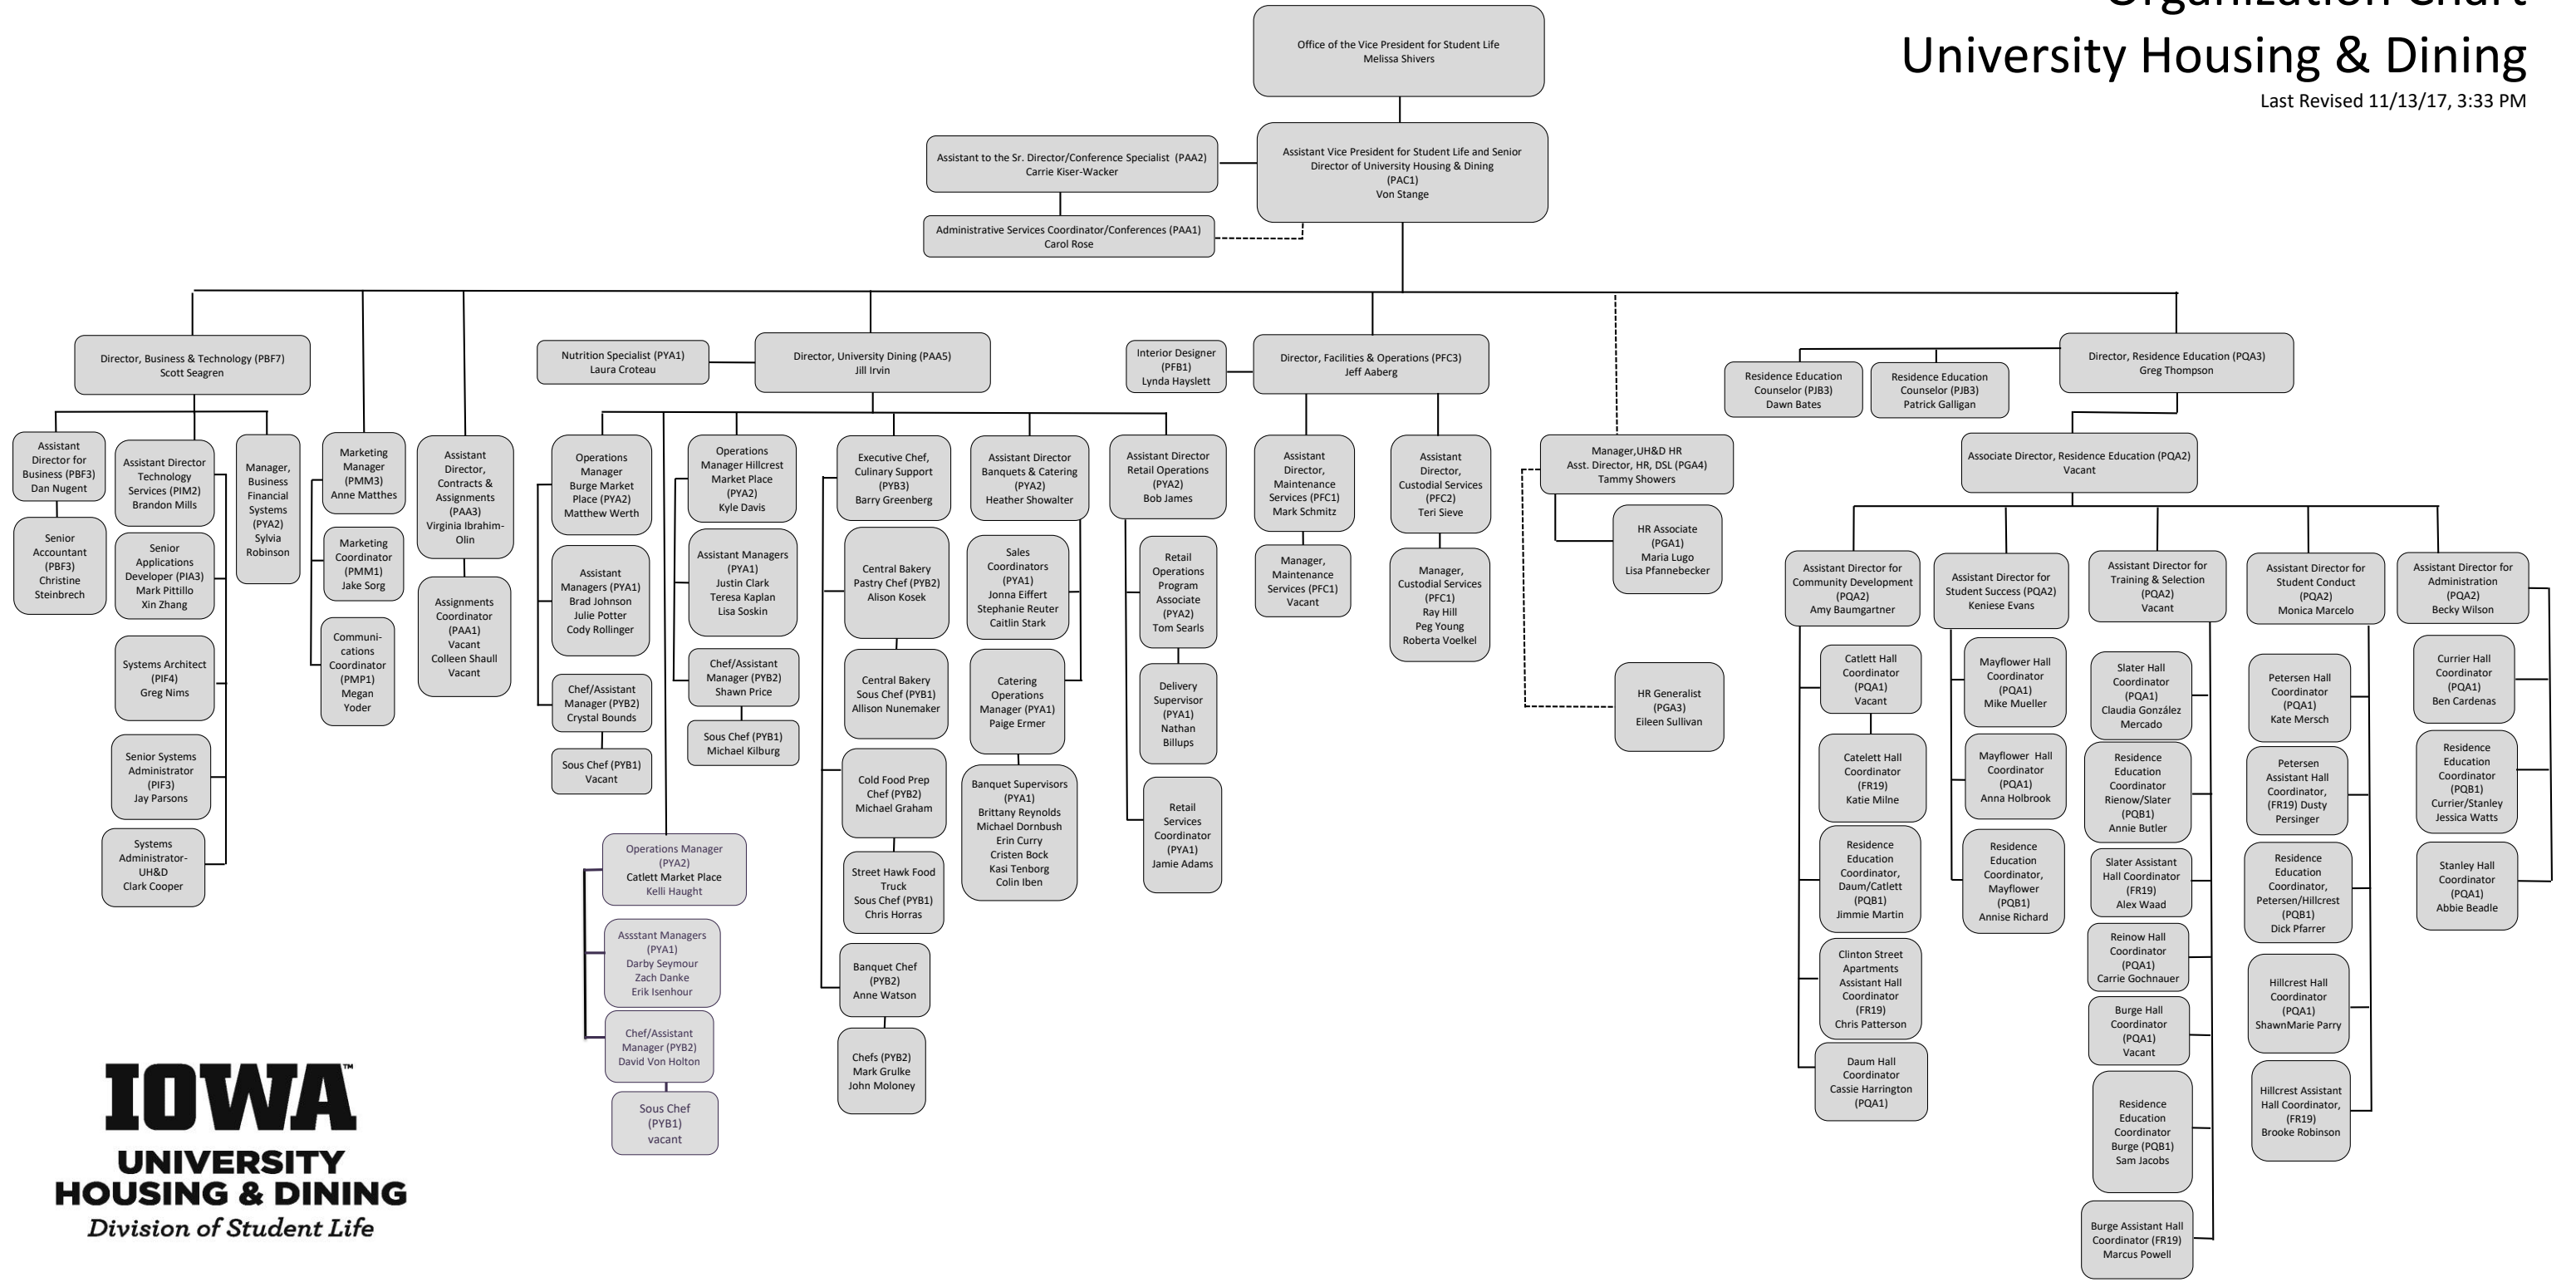 Organization Chart
University Housing & Dining
Last Revised 11/13/17, 3:33 PM
Office of the Vice President for Student Life
Melissa Shivers
Assistant to the Sr. Director/Conference Specialist (PAA2)
Carrie Kiser-Wacker
Assistant Vice President for Student Life and Senior
Director of University Housing & Dining
(PAC1)
Von Stange
Administrative Services Coordinator/Conferences (PAA1)
Carol Rose
Director, Business & Technology (PBF7)
Scott Seagren
Nutrition Specialist (PYA1)
Laura Croteau
Director, University Dining (PAA5)
Jill Irvin
Interior Designer
(PFB1)
Lynda Hayslett
Director, Facilities & Operations (PFC3)
Jeff Aaberg
Residence Education
Counselor (PJB3)
Dawn Bates
Residence Education
Counselor (PJB3)
Patrick Galligan
Director, Residence Education (PQA3)
Greg Thompson
Assistant
Director for
Business (PBF3)
Dan Nugent
Senior
Accountant
(PBF3)
Christine
Steinbrech
Assistant Director
Technology
Services (PIM2)
Brandon Mills
Senior
Applications
Developer (PIA3)
Mark Pittillo
Xin Zhang
Systems Architect
(PIF4)
Greg Nims
Senior Systems
Administrator
(PIF3)
Jay Parsons
Systems
Administrator-
UH&D
Clark Cooper
Manager,
Business
Financial
Systems
(PYA2)
Sylvia
Robinson
Marketing
Manager
(PMM3)
Anne Matthes
Marketing
Coordinator
(PMM1)
Jake Sorg
Communi-
cations
Coordinator
(PMP1)
Megan
Yoder
Assistant
Director,
Contracts &
Assignments
(PAA3)
Virginia Ibrahim-
Olin
Assignments
Coordinator
(PAA1)
Vacant
Colleen Shaull
Vacant
Operations
Manager
Burge Market
Place (PYA2)
Matthew Werth
Assistant
Managers (PYA1)
Brad Johnson
Julie Potter
Cody Rollinger
Chef/Assistant
Manager (PYB2)
Crystal Bounds
Sous Chef (PYB1)
Vacant
Operations Manager
(PYA2)
Catlett Market Place
Kelli Haught
Assstant Managers
(PYA1)
Darby Seymour
Zach Danke
Erik Isenhour
Chef/Assistant
Manager (PYB2)
David Von Holton
Sous Chef
(PYB1)
vacant
Operations
Manager Hillcrest
Market Place
(PYA2)
Kyle Davis
Assistant Managers
(PYA1)
Justin Clark
Teresa Kaplan
Lisa Soskin
Chef/Assistant
Manager (PYB2)
Shawn Price
Sous Chef (PYB1)
Michael Kilburg
Executive Chef,
Culinary Support
(PYB3)
Barry Greenberg
Central Bakery
Pastry Chef (PYB2)
Alison Kosek
Central Bakery
Sous Chef (PYB1)
Allison Nunemaker
Cold Food Prep
Chef (PYB2)
Michael Graham
Street Hawk Food
Truck
Sous Chef (PYB1)
Chris Horras
Banquet Chef
(PYB2)
Anne Watson
Chefs (PYB2)
Mark Grulke
John Moloney
Assistant Director
Banquets & Catering
(PYA2)
Heather Showalter
Sales
Coordinators
(PYA1)
Jonna Eiffert
Stephanie Reuter
Caitlin Stark
Catering
Operations
Manager (PYA1)
Paige Ermer
Banquet Supervisors
(PYA1)
Brittany Reynolds
Michael Dornbush
Erin Curry
Cristen Bock
Kasi Tenborg
Colin Iben
Assistant Director
Retail Operations
(PYA2)
Bob James
Retail
Operations
Program
Associate
(PYA2)
Tom Searls
Delivery
Supervisor
(PYA1)
Nathan
Billups
Retail
Services
Coordinator
(PYA1)
Jamie Adams
Assistant
Director,
Maintenance
Services (PFC1)
Mark Schmitz
Manager,
Maintenance
Services (PFC1)
Vacant
Assistant
Director,
Custodial Services
(PFC2)
Teri Sieve
Manager,
Custodial Services
(PFC1)
Ray Hill
Peg Young
Roberta Voelkel
Manager,UH&D HR
Asst. Director, HR, DSL (PGA4)
Tammy Showers
HR Associate
(PGA1)
Maria Lugo
Lisa Pfannebecker
HR Generalist
(PGA3)
Eileen Sullivan
Associate Director, Residence Education (PQA2)
Vacant
Assistant Director for
Community Development
(PQA2)
Amy Baumgartner
Catlett Hall
Coordinator
(PQA1)
Vacant
Catelett Hall
Coordinator
(FR19)
Katie Milne
Residence
Education
Coordinator,
Daum/Catlett
(PQB1)
Jimmie Martin
Clinton Street
Apartments
Assistant Hall
Coordinator
(FR19)
Chris Patterson
Daum Hall
Coordinator
Cassie Harrington
(PQA1)
Assistant Director for
Student Success (PQA2)
Keniese Evans
Mayflower Hall
Coordinator
(PQA1)
Mike Mueller
Mayflower Hall
Coordinator
(PQA1)
Anna Holbrook
Residence
Education
Coordinator,
Mayflower
(PQB1)
Annise Richard
Assistant Director for
Training & Selection
(PQA2)
Vacant
Slater Hall
Coordinator
(PQA1)
Claudia González
Mercado
Residence
Education
Coordinator
Rienow/Slater
(PQB1)
Annie Butler
Slater Assistant
Hall Coordinator
(FR19)
Alex Waad
Reinow Hall
Coordinator
(PQA1)
Carrie Gochnauer
Burge Hall
Coordinator
(PQA1)
Vacant
Residence
Education
Coordinator
Burge (PQB1)
Sam Jacobs
Burge Assistant Hall
Coordinator (FR19)
Marcus Powell
Assistant Director for
Student Conduct
(PQA2)
Monica Marcelo
Petersen Hall
Coordinator
(PQA1)
Kate Mersch
Petersen
Assistant Hall
Coordinator,
(FR19) Dusty
Persinger
Residence
Education
Coordinator,
Petersen/Hillcrest
(PQB1)
Dick Pfarrer
Hillcrest Hall
Coordinator
(PQA1)
ShawnMarie Parry
Hillcrest Assistant
Hall Coordinator,
(FR19)
Brooke Robinson
Assistant Director for
Administration
(PQA2)
Becky Wilson
Currier Hall
Coordinator
(PQA1)
Ben Cardenas
Residence
Education
Coordinator
(PQB1)
Currier/Stanley
Jessica Watts
Stanley Hall
Coordinator
(PQA1)
Abbie Beadle
IOWA™
UNIVERSITY
HOUSING & DINING
Division of Student Life